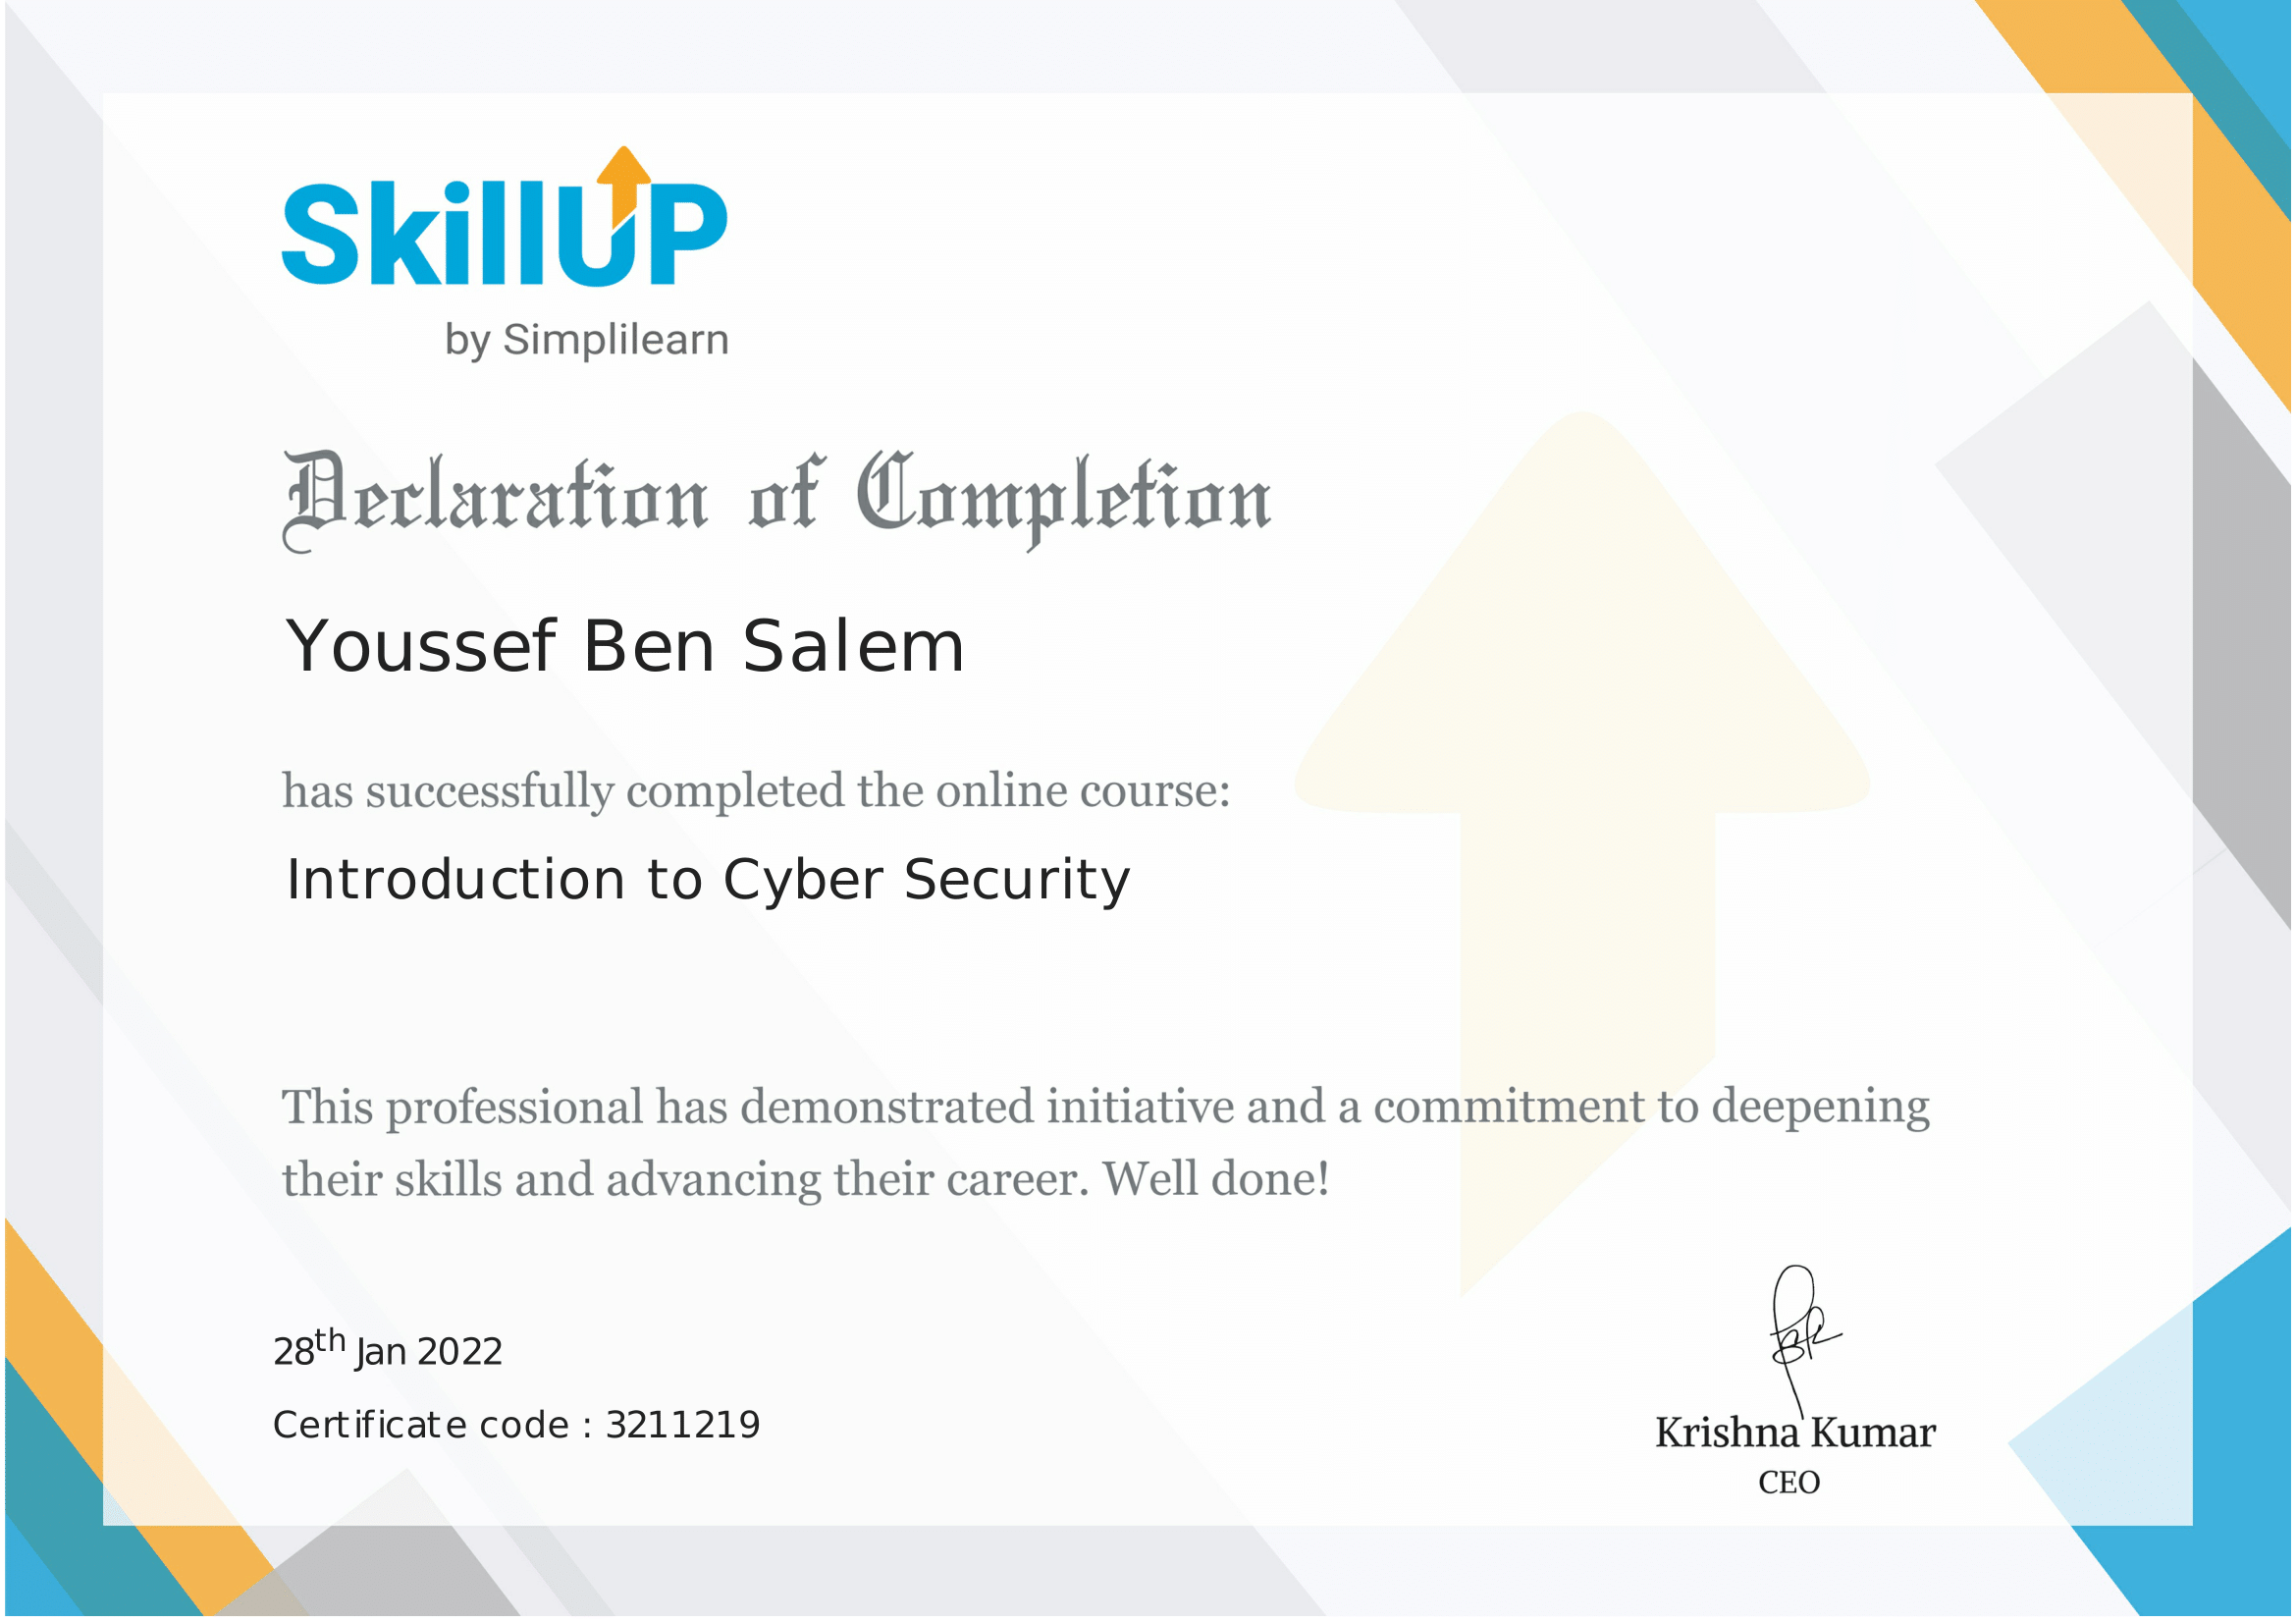 SkillUP
by Simplilearn
Declaration of Completion
Youssef Ben Salem
has successfully completed the online course:
Introduction to Cyber Security
This professional has demonstrated initiative and a commitment to deepening
their skills and advancing their career. Well done!
28th Jan 2022
Certificate code : 3211219
Krishna Kumar
CEO